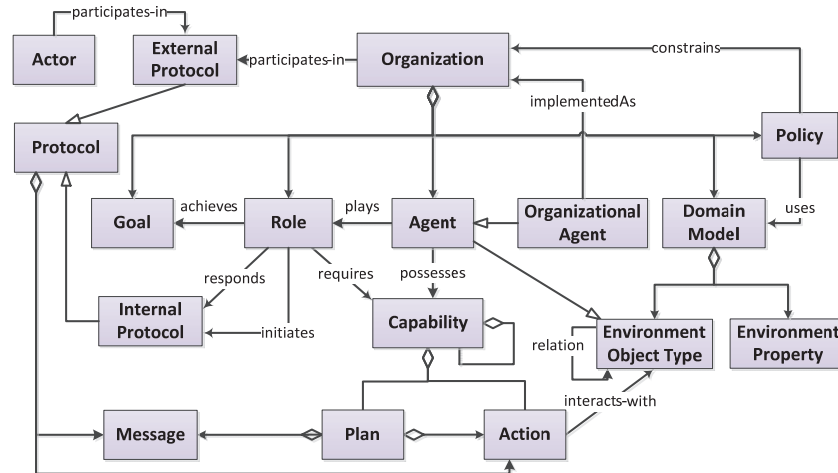 participates-in
Actor
External
Protocol
participates-in
Organization
constrains
implementedAs
Protocol
Policy
Goal
achieves
Role
plays
Agent
Organizational
Agent
Domain
Model
uses
responds
requires
possesses
Internal
Protocol
initiates
Capability
relation
Environment
Object Type
Environment
Property
interacts-with
Message
Plan
Action